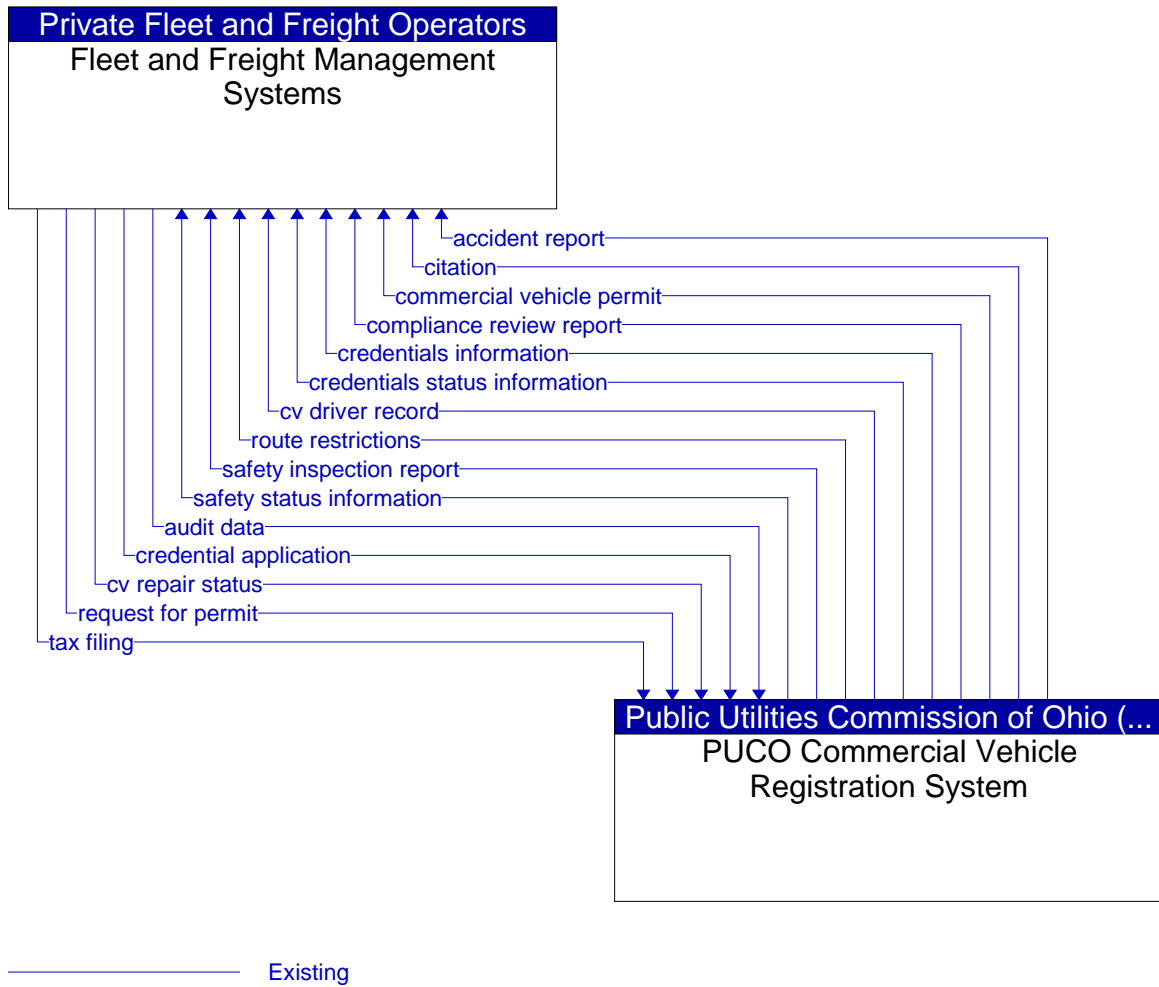 Private Fleet and Freight Operators
Fleet and Freight Management
Systems
accident report
citation
commercial vehicle permit
compliance review report
credentials information
credentials status information
cv driver record
route restrictions
safety inspection report
safety status information
audit data
credential application
cv repair status
request for permit
tax filing
Public Utilities Commission of Ohio (...
PUCO Commercial Vehicle
Registration System
Existing